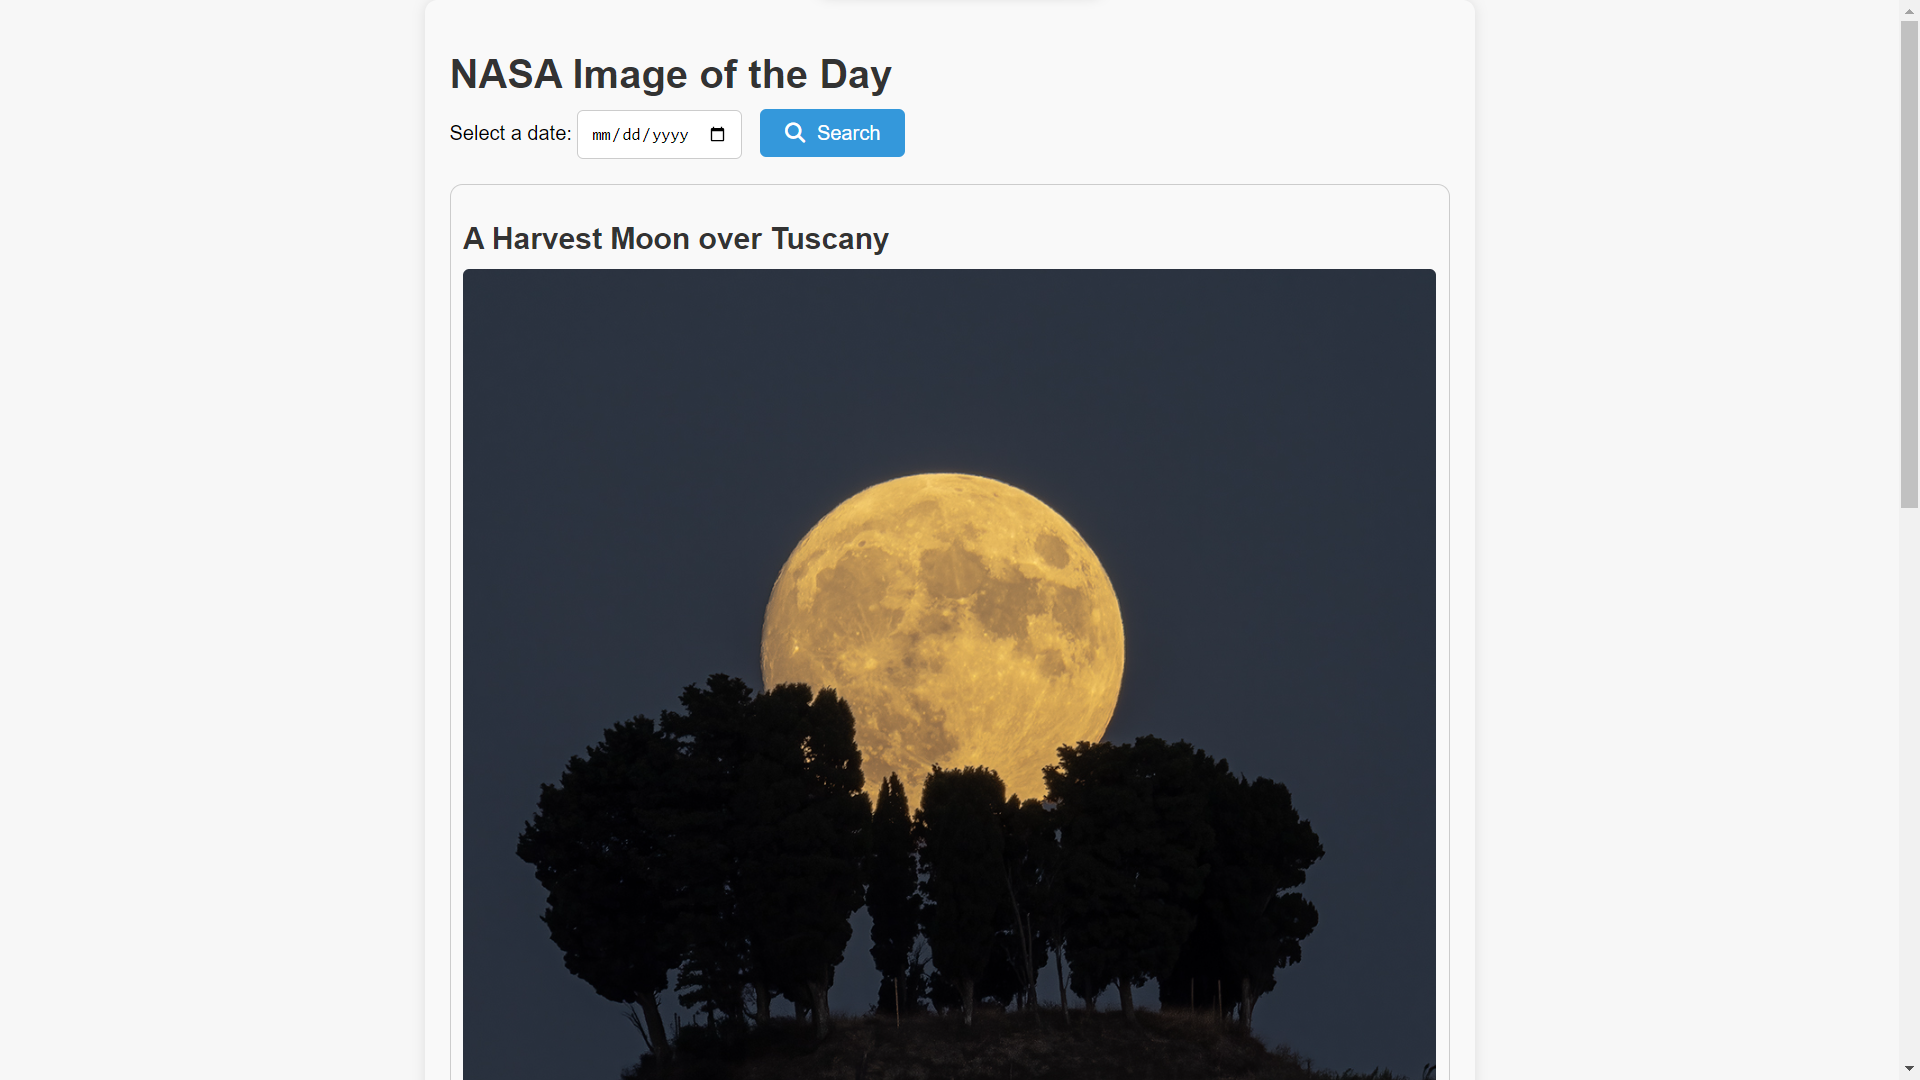 NASA Image of the Day
Select a date: mm/dd/yyyy Search
A Harvest Moon over Tuscany